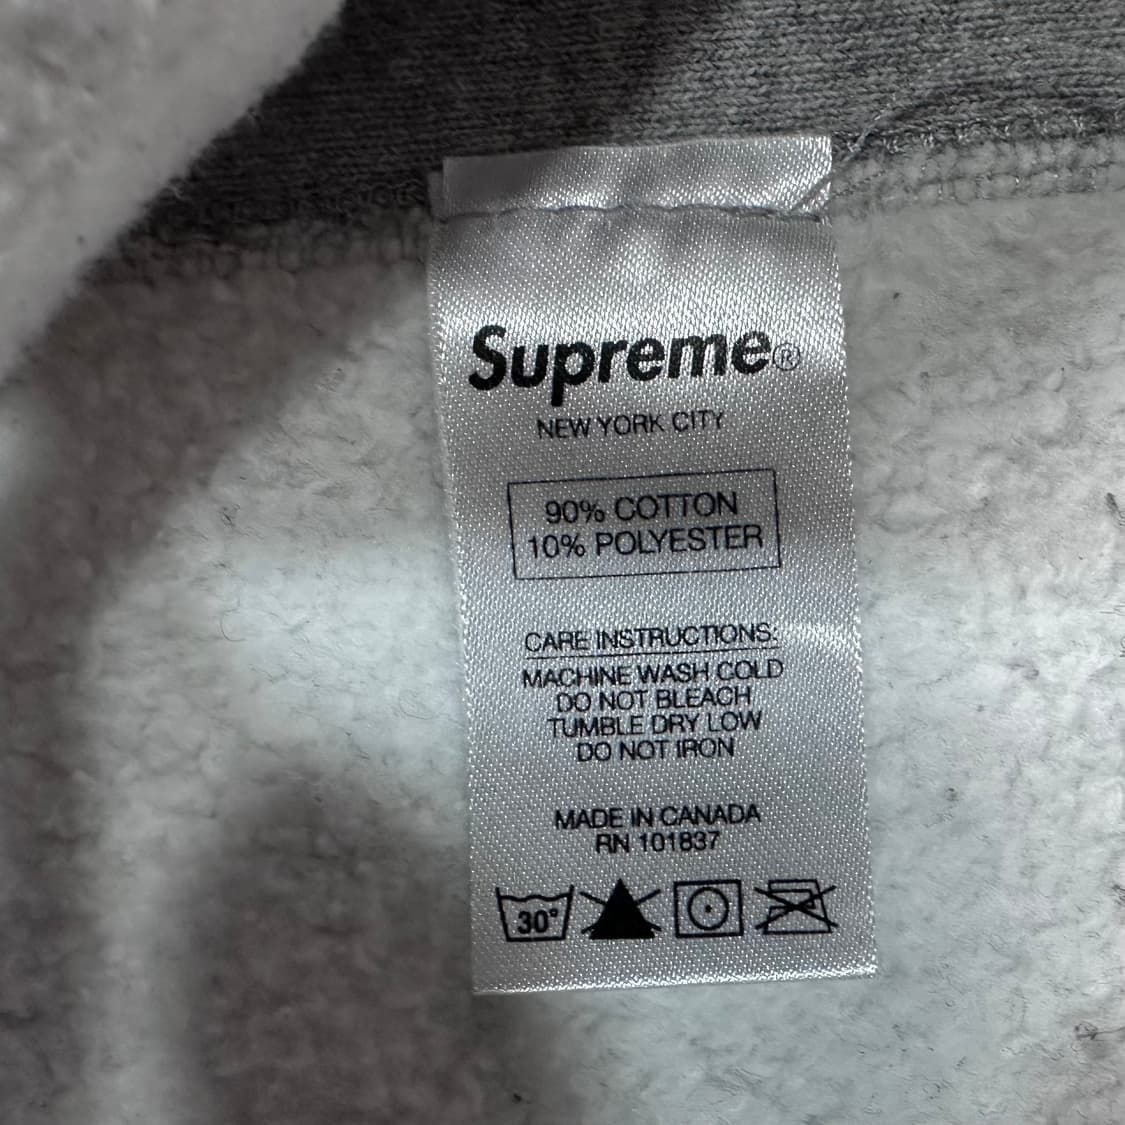 Supreme®
NEW YORK CITY
90% COTTON
10% POLYESTER
CARE INSTRUCTIONS:
MACHINE WASH COLD
DO NOT BLEACH
TUMBLE DRY LOW
DO NOT IRON
MADE IN CANADA
RN 101837
30°